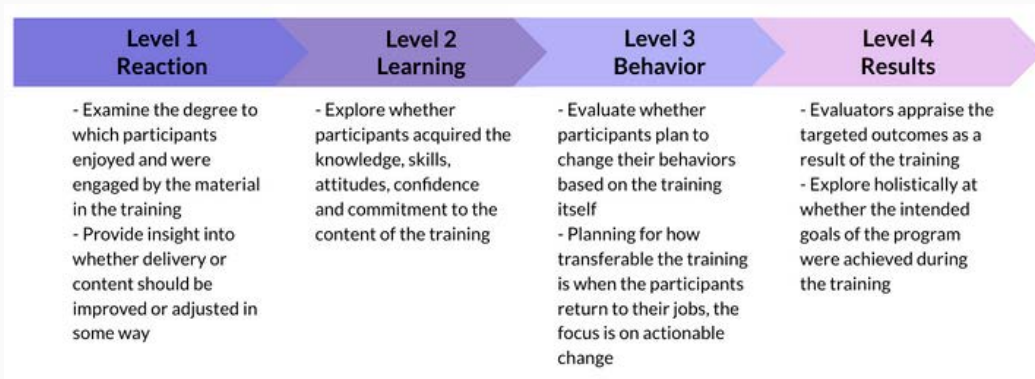 Level 1
Reaction
Level 2
Learning
Level 3
Behavior
Level 4
Results
- Examine the degree to
which participants
enjoyed and were
engaged by the material
in the training
- Provide insight into
whether delivery or
content should be
improved or adjusted in
some way
- Explore whether
participants acquired the
knowledge, skills,
attitudes, confidence
and commitment to the
content of the training
- Evaluate whether
participants plan to
change their behaviors
based on the training
itself
- Planning for how
transferable the training
is when the participants
return to their jobs, the
focus is on actionable
change
- Evaluators appraise the
targeted outcomes as a
result of the training
- Explore holistically at
whether the intended
goals of the program
were achieved during
the training